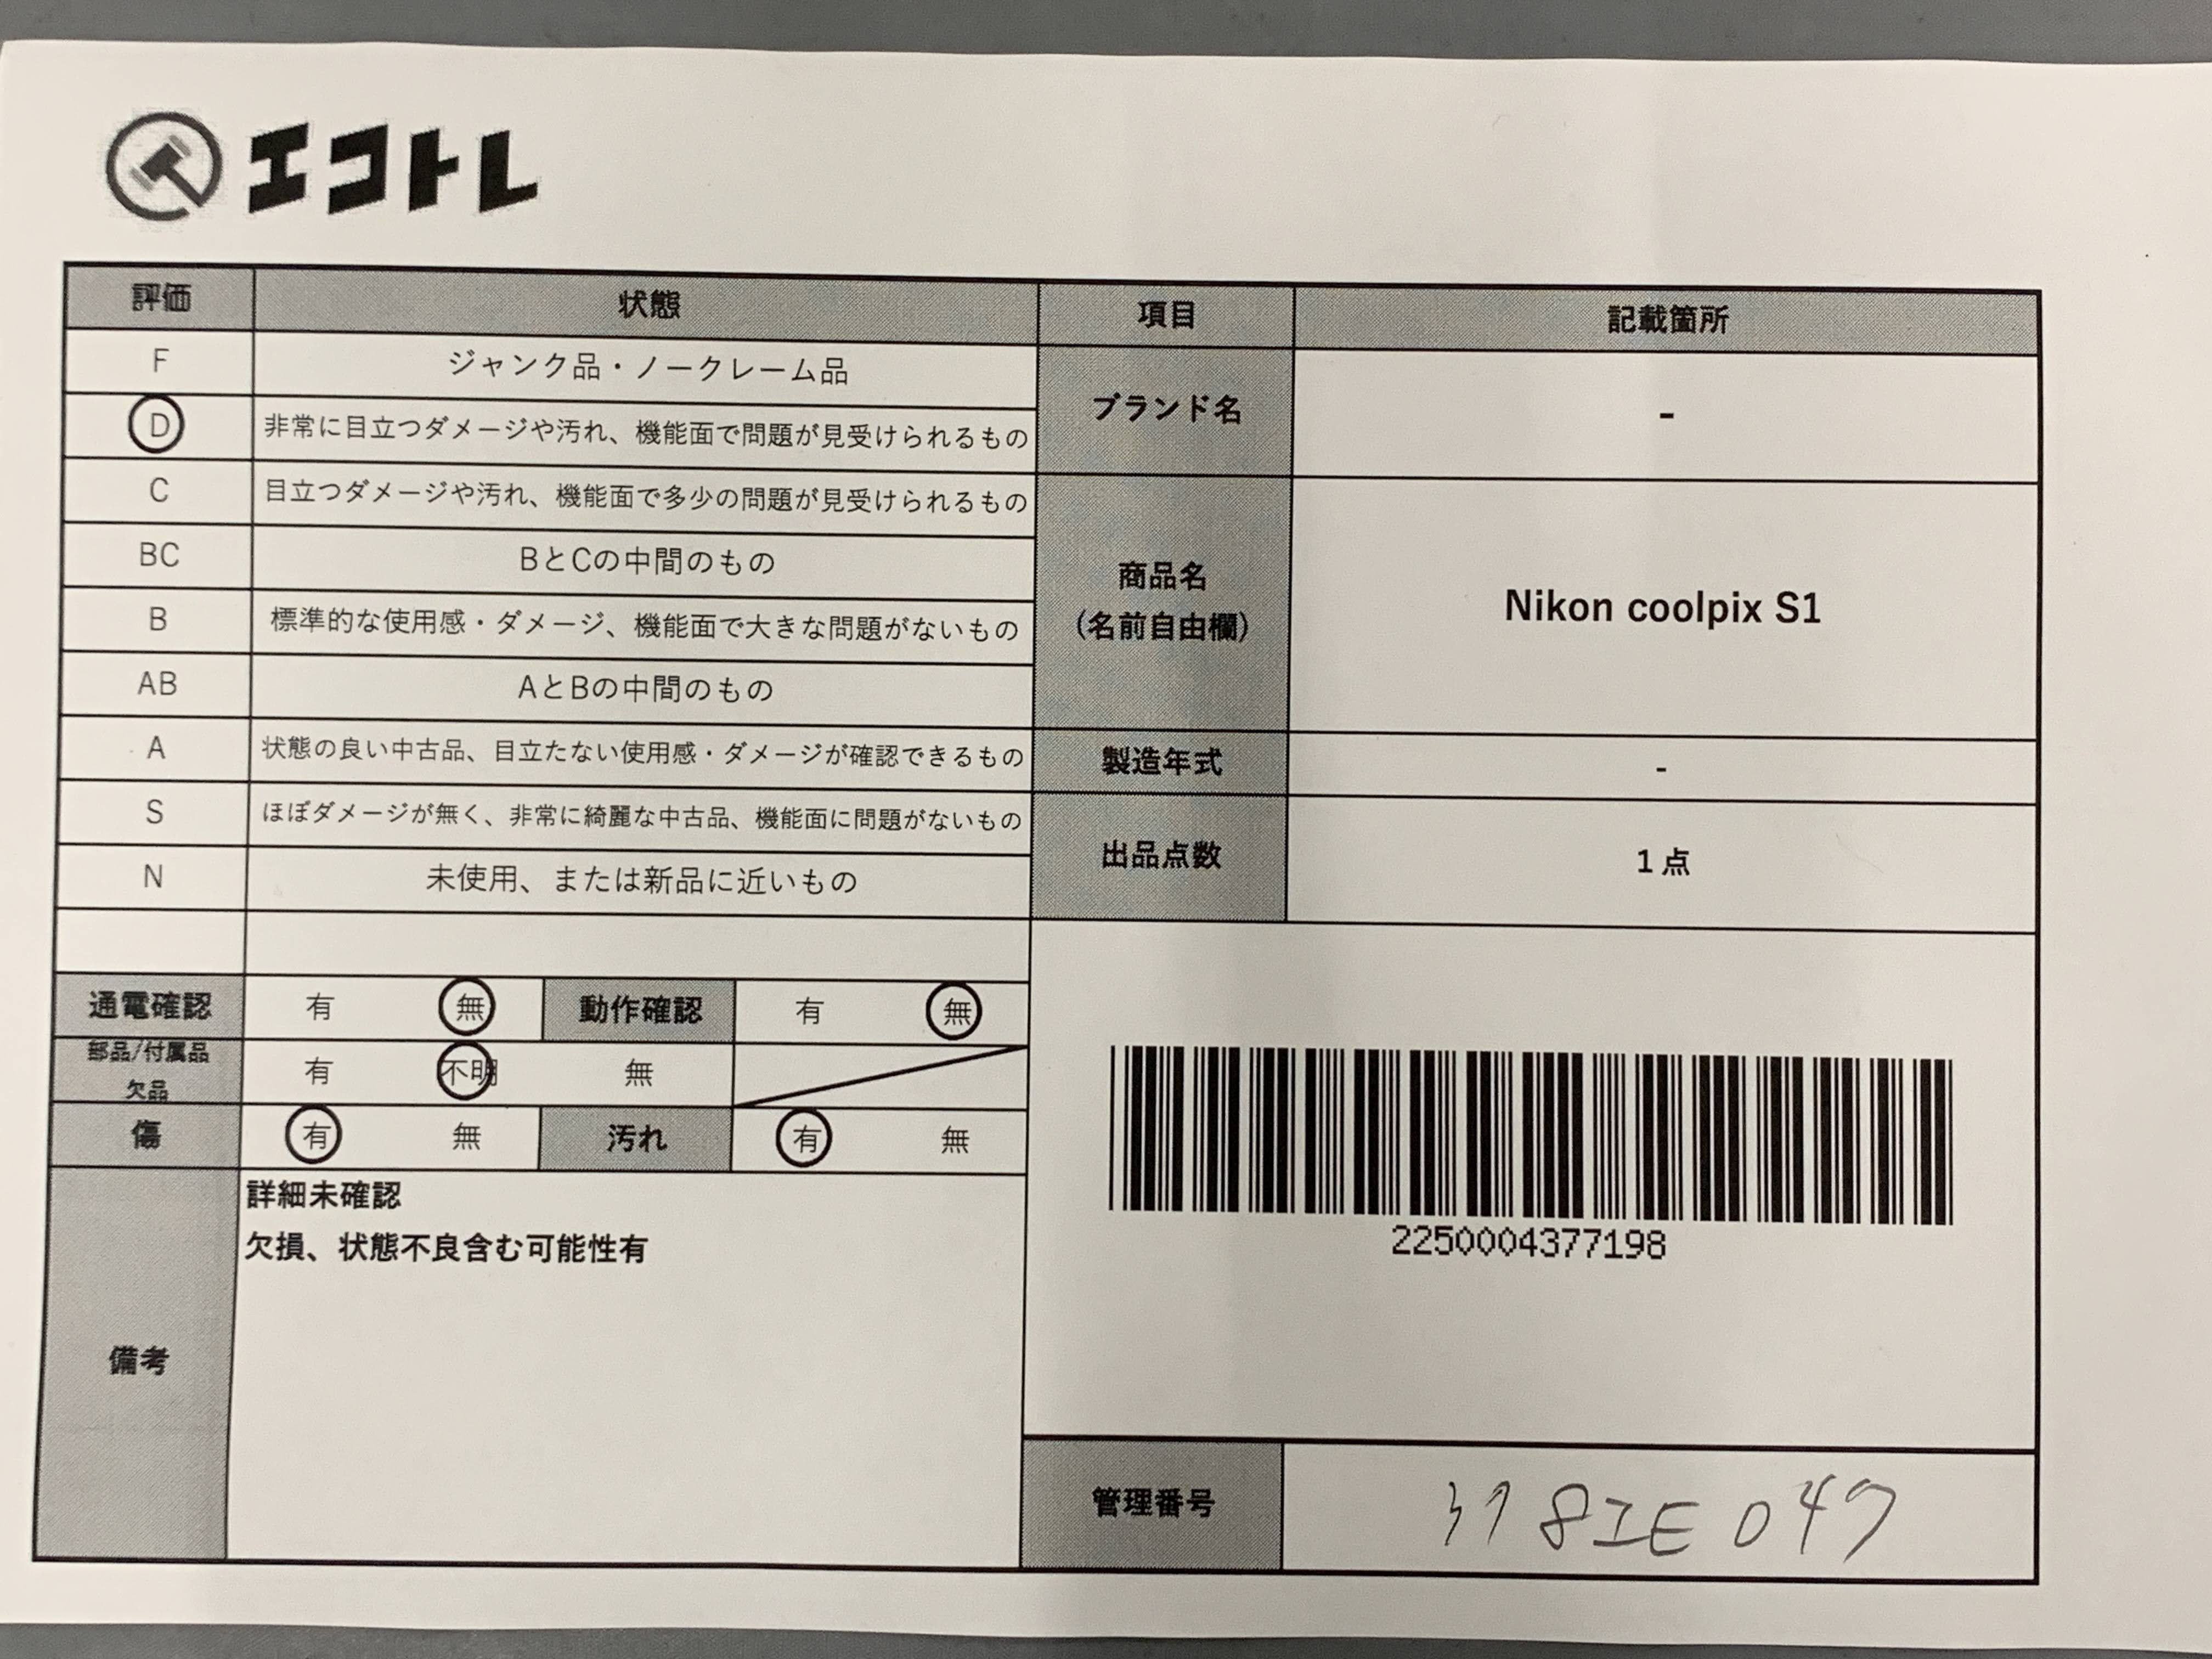 エコトレ
評価 状態 項目 記載箇所
F ジャンク品・ノークレーム品
D 非常に目立つダメージや汚れ、機能面で問題が見受けられるもの
C 目立つダメージや汚れ、機能面で多少の問題が見受けられるもの
BC BとCの中間のもの
B 標準的な使用感・ダメージ、機能面で大きな問題がないもの
AB AとBの中間のもの
A 状態の良い中古品、目立たない使用感・ダメージが確認できるもの
S ほぼダメージが無く、非常に綺麗な中古品、機能面に問題がないもの
N 未使用、または新品に近いもの
ブランド名 -
商品名
(名前自由欄)
Nikon coolpix S1
製造年式 -
出品点数 1点
通電確認 有 無 動作確認 有 無
部品/付属品
欠品
有 不明 無
傷 有 無 汚れ 有 無
備考
詳細未確認
欠損、状態不良含む可能性有
2250004377198
管理番号 378IE047